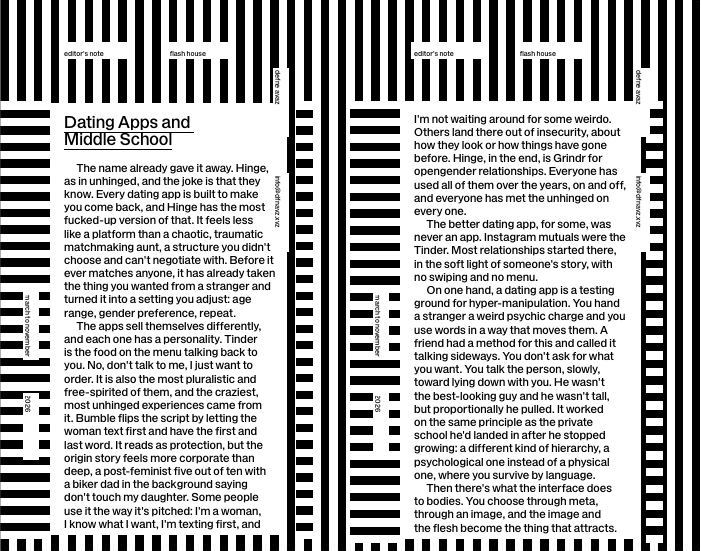 editor's note
flash house
define avaz
info@dfnavaz.xyz
march to november
2026
Dating Apps and
Middle School
The name already gave it away. Hinge,
as in unhinged, and the joke is that they
know. Every dating app is built to make
you come back, and Hinge has the most
fucked-up version of that. It feels less
like a platform than a chaotic, traumatic
matchmaking aunt, a structure you didn't
choose and can't negotiate with. Before it
ever matches anyone, it has already taken
the thing you wanted from a stranger and
turned it into a setting you adjust: age
range, gender preference, repeat.
The apps sell themselves differently,
and each one has a personality. Tinder
is the food on the menu talking back to
you. No, don't talk to me, I just want to
order. It is also the most pluralistic and
free-spirited of them, and the craziest,
most unhinged experiences came from
it. Bumble flips the script by letting the
woman text first and have the first and
last word. It reads as protection, but the
origin story feels more corporate than
deep, a post-feminist five out of ten with
a biker dad in the background saying
don't touch my daughter. Some people
use it the way it's pitched: I'm a woman,
I know what I want, I'm texting first, and
editor's note
flash house
define avaz
info@dfnavaz.xyz
march to november
2026
I'm not waiting around for some weirdo.
Others land there out of insecurity, about
how they look or how things have gone
before. Hinge, in the end, is Grindr for
opengender relationships. Everyone has
used all of them over the years, on and off,
and everyone has met the unhinged on
every one.
The better dating app, for some, was
never an app. Instagram mutuals were the
Tinder. Most relationships started there,
in the soft light of someone's story, with
no swiping and no menu.
On one hand, a dating app is a testing
ground for hyper-manipulation. You hand
a stranger a weird psychic charge and you
use words in a way that moves them. A
friend had a method for this and called it
talking sideways. You don't ask for what
you want. You talk the person, slowly,
toward lying down with you. He wasn't
the best-looking guy and he wasn't tall,
but proportionally he pulled. It worked
on the same principle as the private
school he'd landed in after he stopped
growing: a different kind of hierarchy, a
psychological one instead of a physical
one, where you survive by language.
Then there's what the interface does
to bodies. You choose through meta,
through an image, and the image and
the flesh become the thing that attracts.